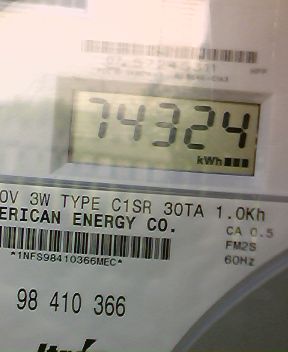 74324
kWh
0V 3W TYPE C1SR 30TA 1.0Kh
ERICAN ENERGY CO.
CA 0.5
FM2S
*1NFS98410366MEC*
60Hz
98 410 366